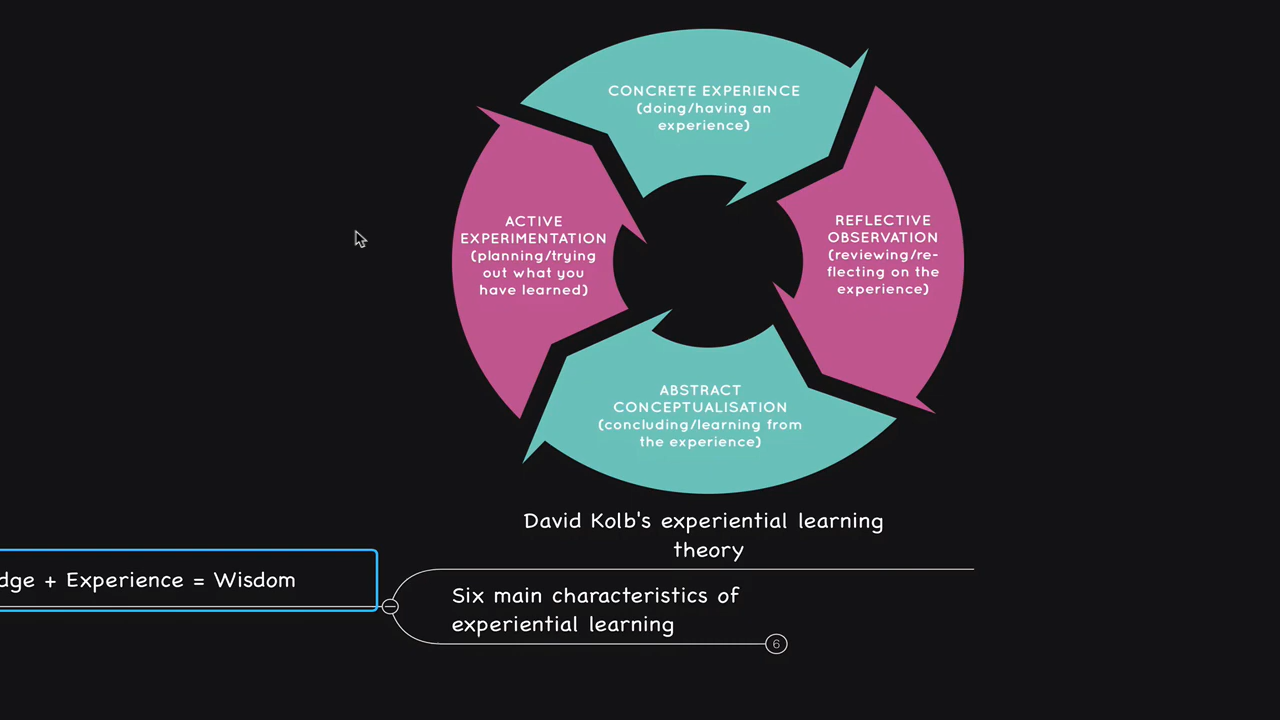 CONCRETE EXPERIENCE
(doing/having an
experience)
ACTIVE
EXPERIMENTATION
(planning/trying
out what you
have learned)
REFLECTIVE
OBSERVATION
(reviewing/re-
flecting on the
experience)
ABSTRACT
CONCEPTUALISATION
(concluding/learning from
the experience)
David Kolb's experiential learning
theory
dge + Experience = Wisdom
Six main characteristics of
experiential learning
6